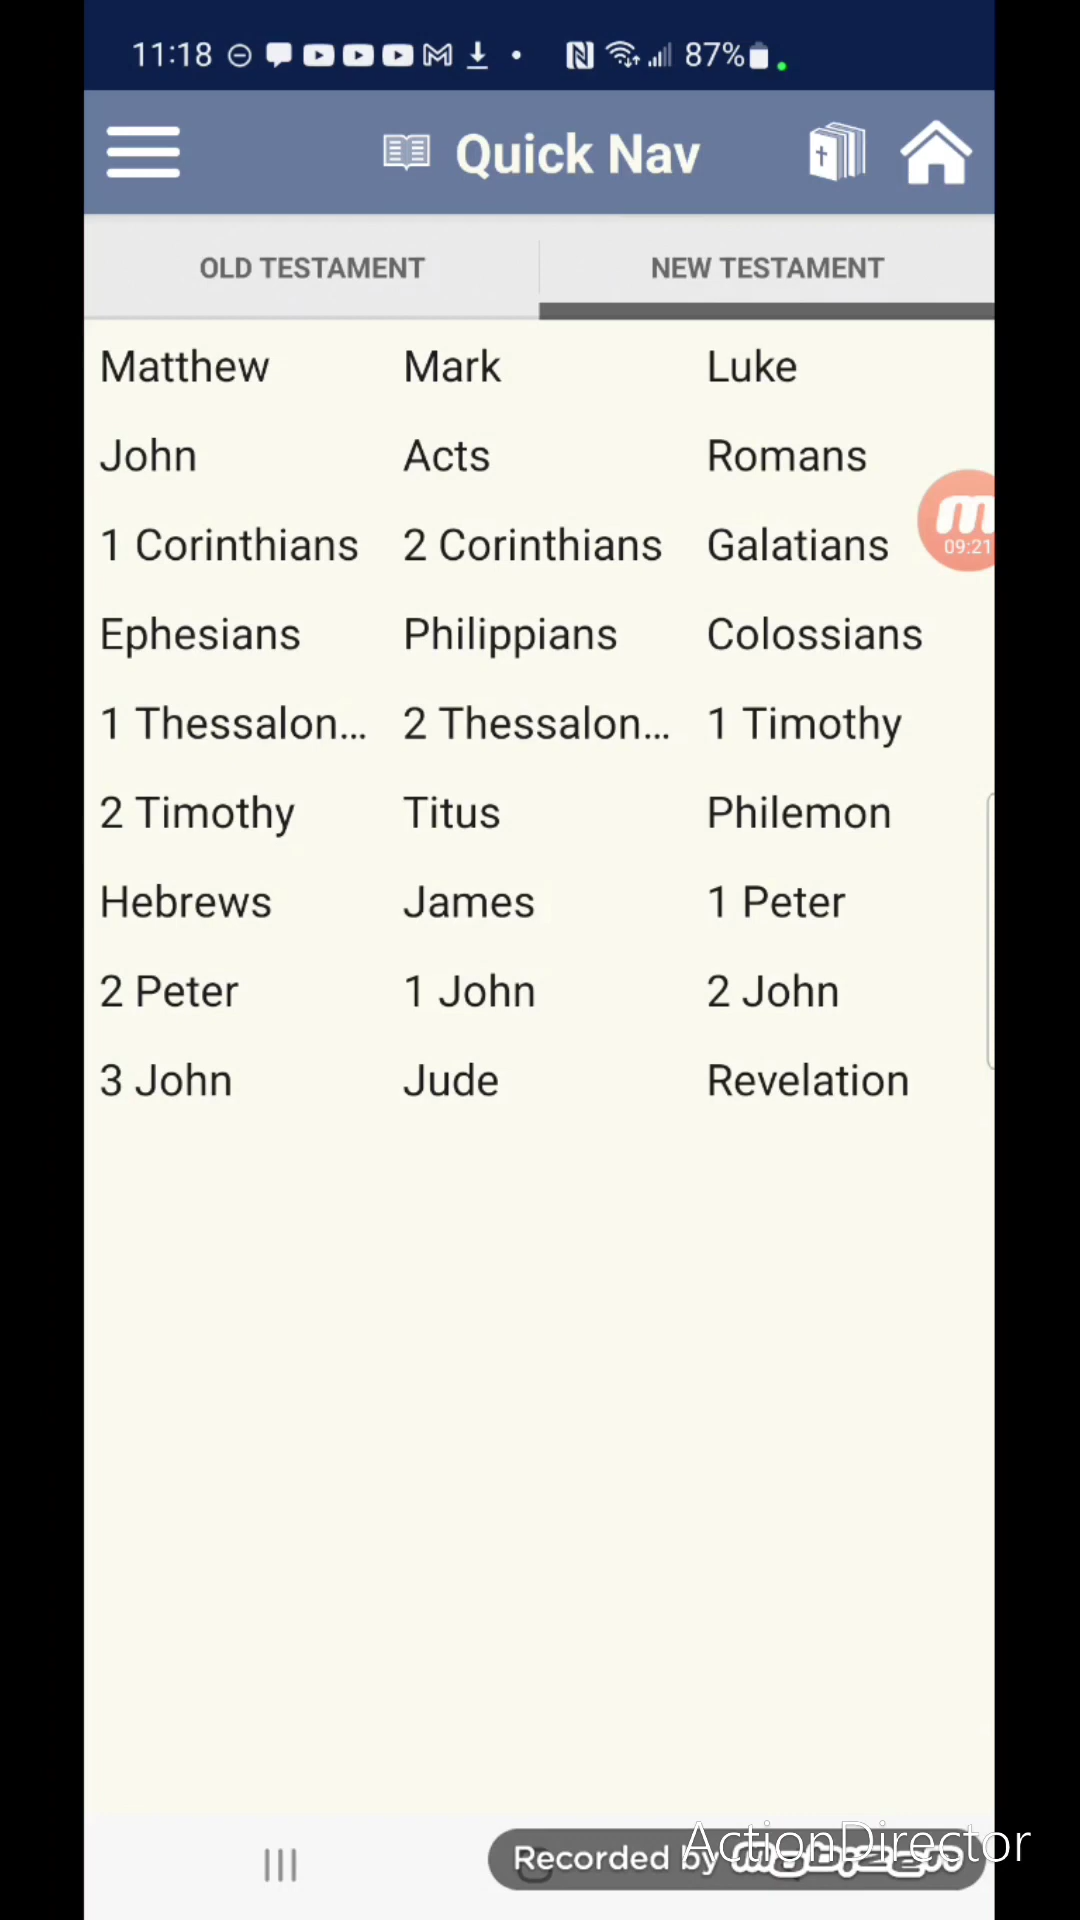 11:18 87%
Quick Nav
OLD TESTAMENT NEW TESTAMENT
Matthew Mark Luke
John Acts Romans
1 Corinthians 2 Corinthians Galatians
09:21
Ephesians Philippians Colossians
1 Thessalon... 2 Thessalon... 1 Timothy
2 Timothy Titus Philemon
Hebrews James 1 Peter
2 Peter 1 John 2 John
3 John Jude Revelation
ActionDirector
Recorded by